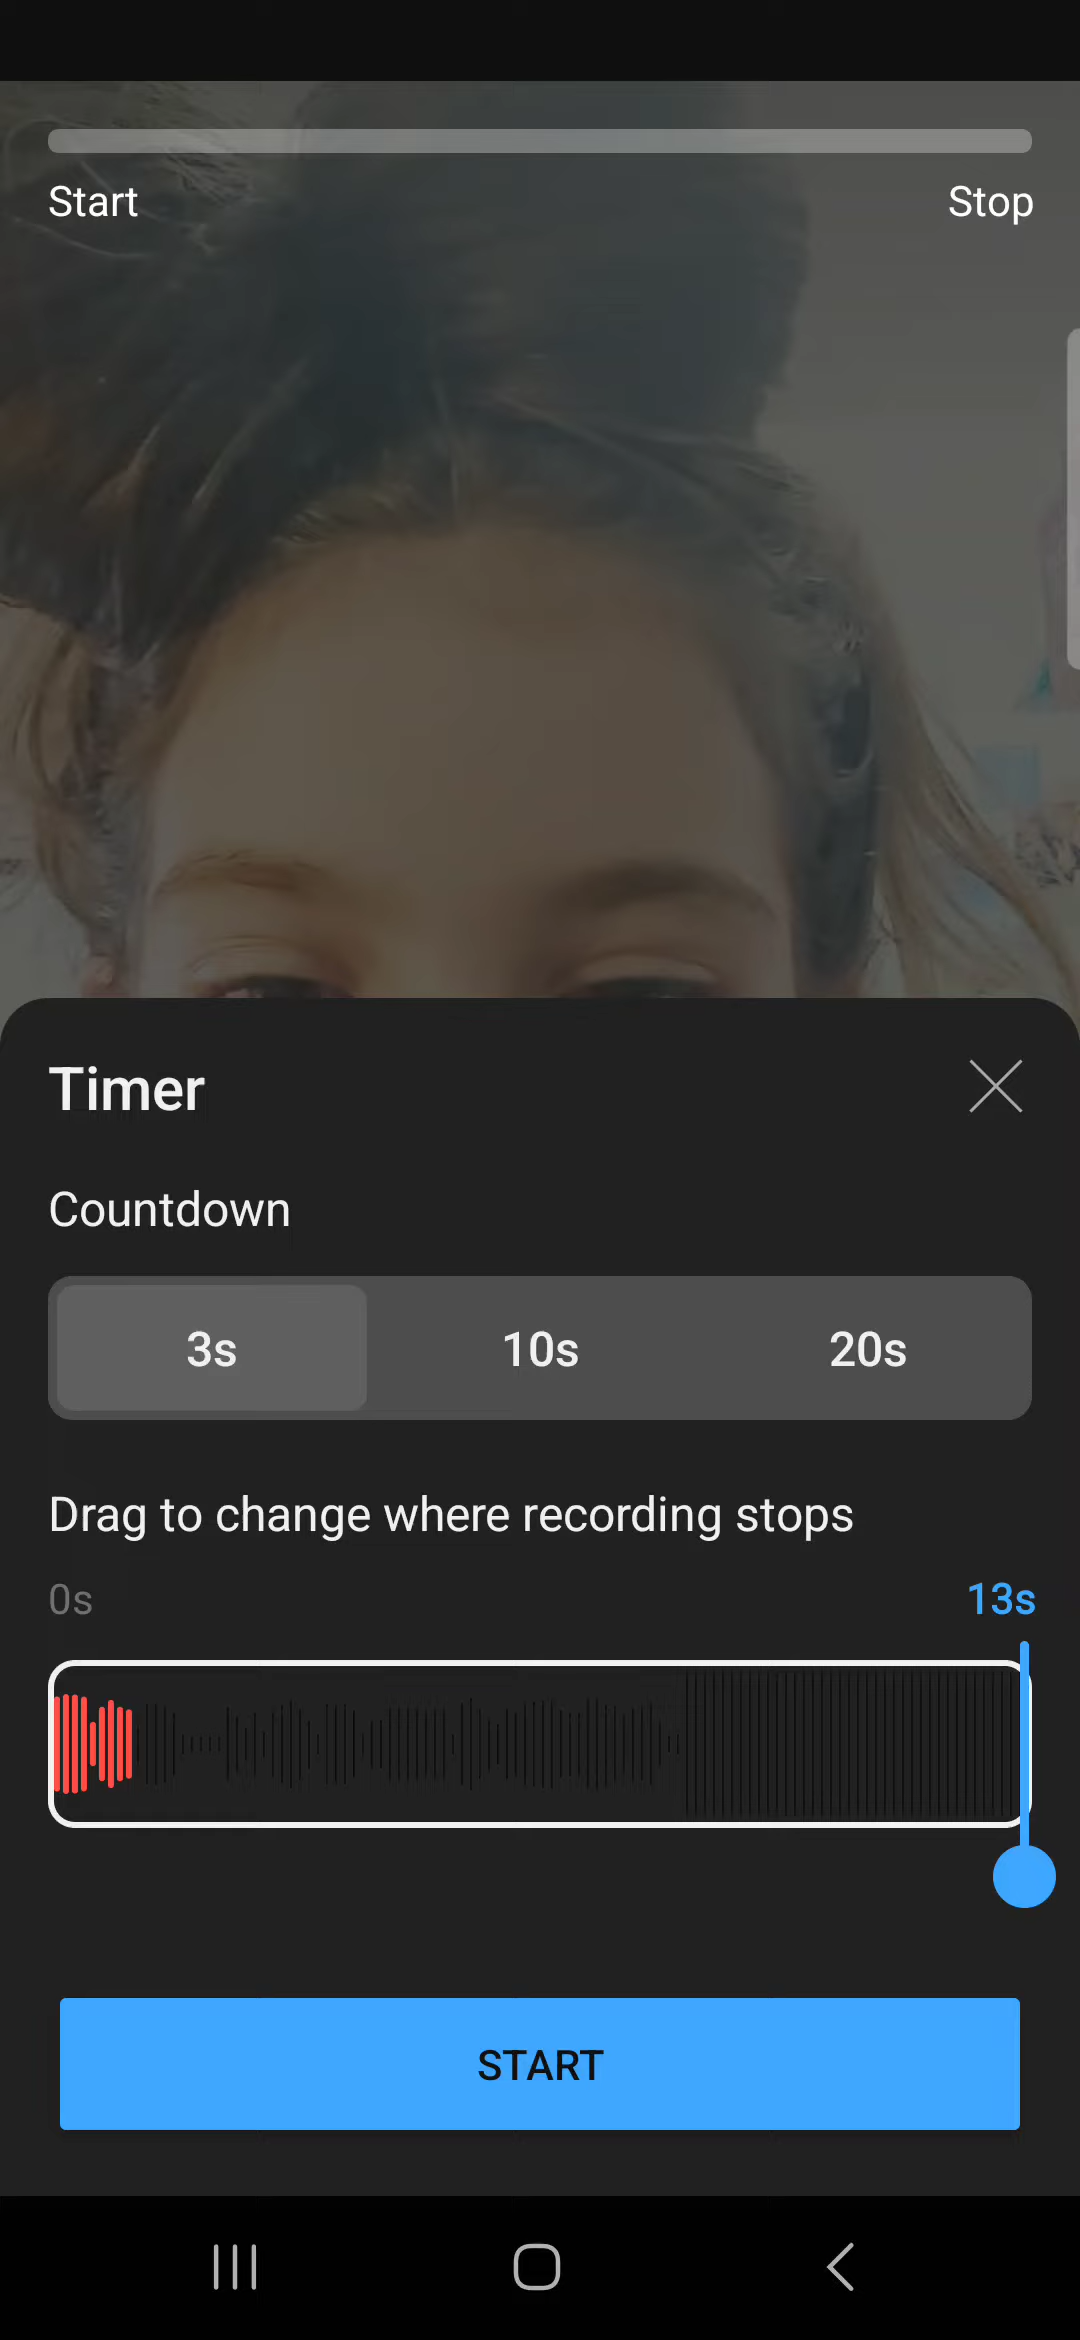 Start
Stop
Timer
Countdown
3s
10s
20s
Drag to change where recording stops
0s
13s
START